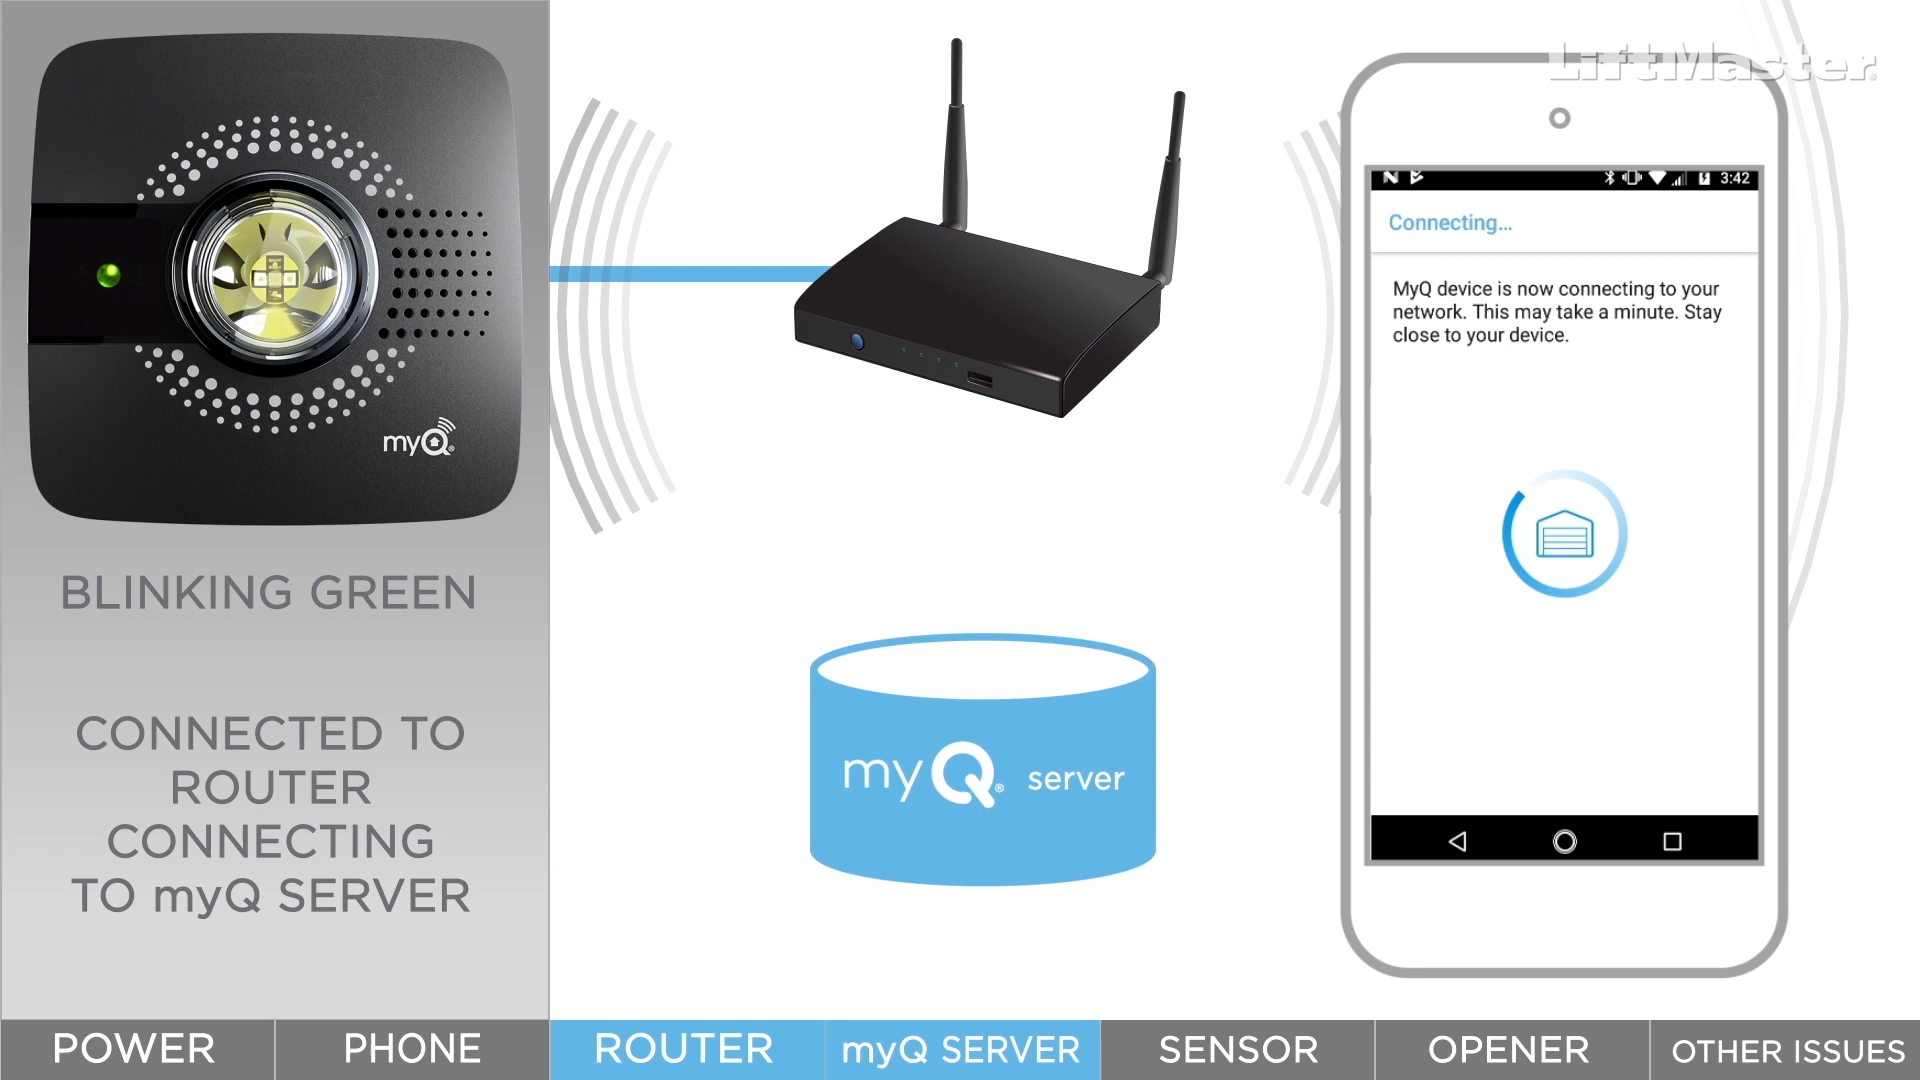 LiftMaster®
myQ®
BLINKING GREEN
CONNECTED TO
ROUTER
CONNECTING
TO myQ SERVER
myQ® server
3:42
Connecting...
MyQ device is now connecting to your
network. This may take a minute. Stay
close to your device.
POWER
PHONE
ROUTER
myQ SERVER
SENSOR
OPENER
OTHER ISSUES